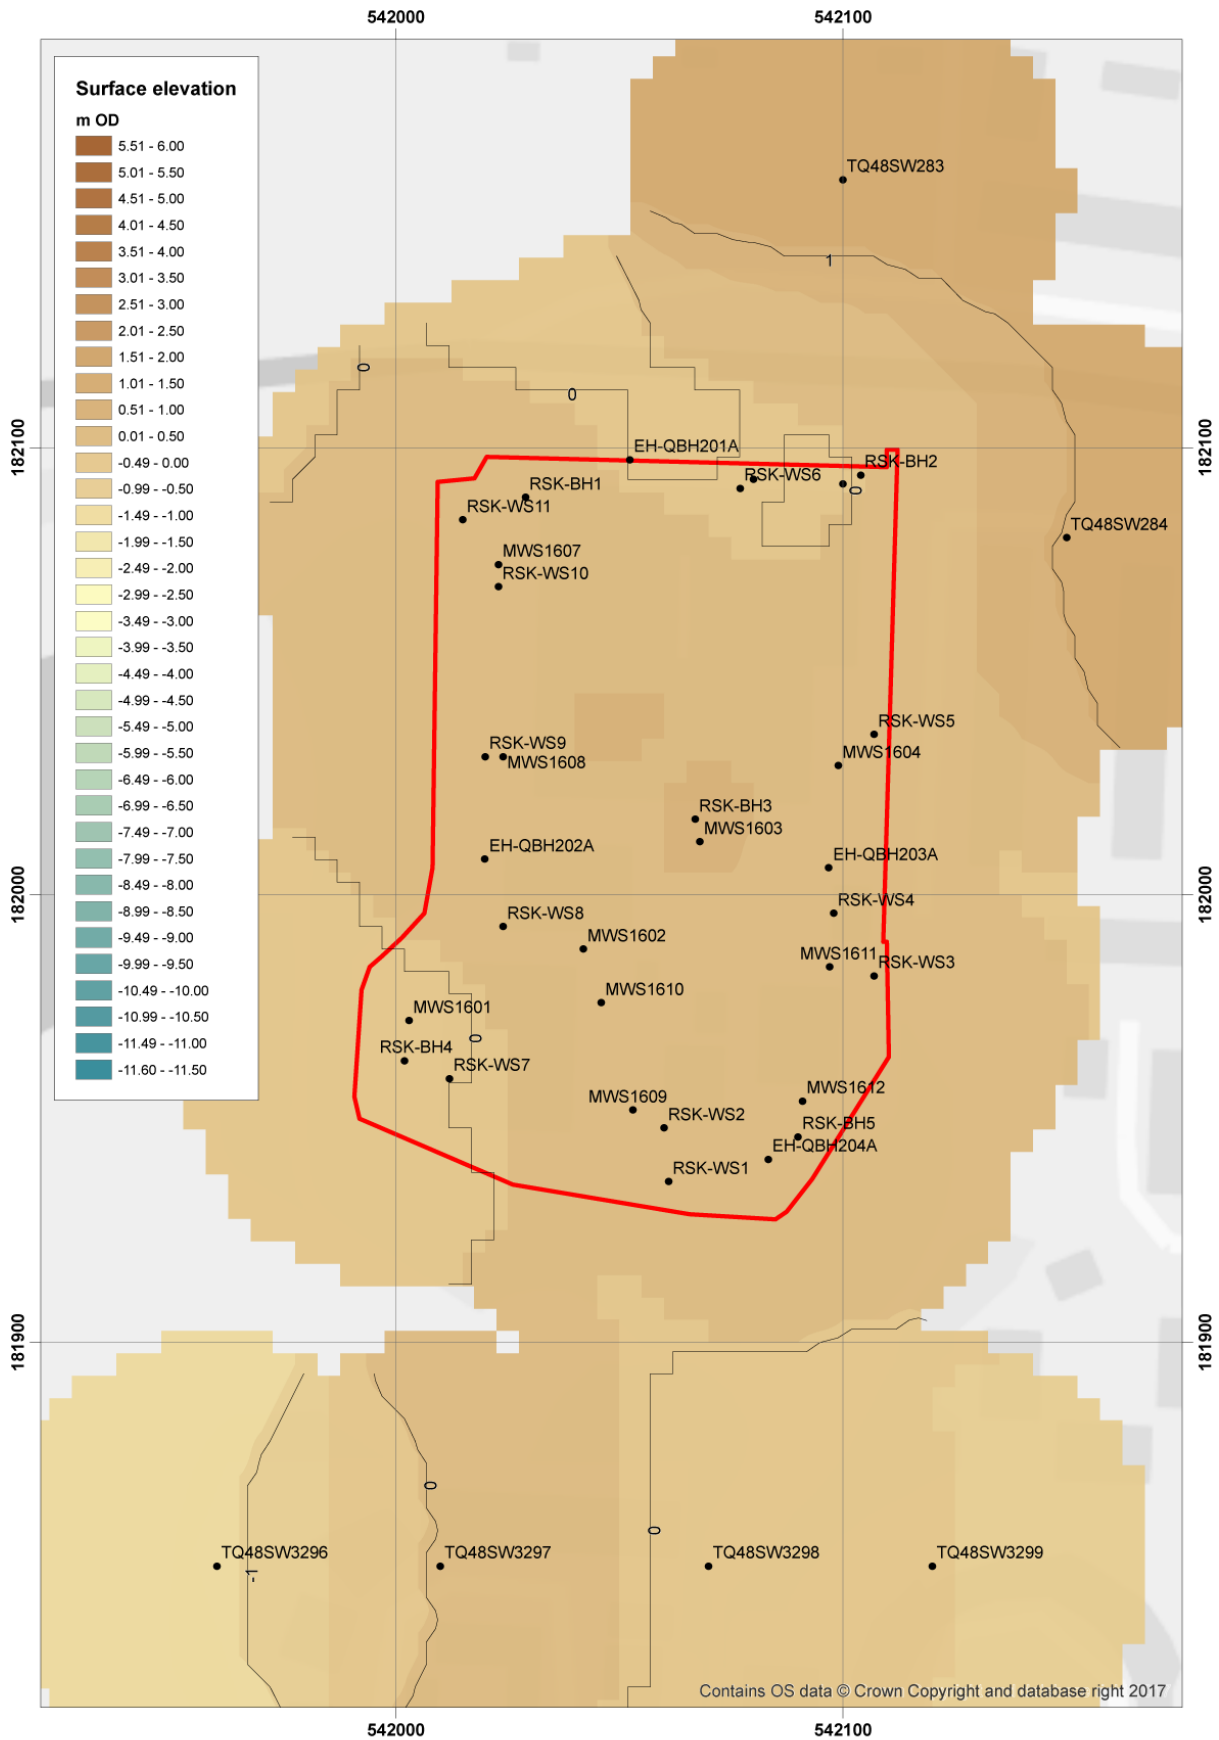 542000
542100
Surface elevation
m OD
5.51 - 6.00
5.01 - 5.50
4.51 - 5.00
4.01 - 4.50
3.51 - 4.00
3.01 - 3.50
2.51 - 3.00
2.01 - 2.50
1.51 - 2.00
1.01 - 1.50
0.51 - 1.00
0.01 - 0.50
-0.49 - 0.00
-0.99 - -0.50
-1.49 - -1.00
-1.99 - -1.50
-2.49 - -2.00
-2.99 - -2.50
-3.49 - -3.00
-3.99 - -3.50
-4.49 - -4.00
-4.99 - -4.50
-5.49 - -5.00
-5.99 - -5.50
-6.49 - -6.00
-6.99 - -6.50
-7.49 - -7.00
-7.99 - -7.50
-8.49 - -8.00
-8.99 - -8.50
-9.49 - -9.00
-9.99 - -9.50
-10.49 - -10.00
-10.99 - -10.50
-11.49 - -11.00
-11.60 - -11.50
TQ48SW283
1
0
0
182100
182100
EH-QBH201A
RSK-BH2
RSK-WS6
0
RSK-BH1
RSK-WS11
TQ48SW284
MWS1607
RSK-WS10
RSK-WS5
RSK-WS9
MWS1604
MWS1608
RSK-BH3
MWS1603
EH-QBH202A
EH-QBH203A
182000
182000
RSK-WS4
RSK-WS8
MWS1602
MWS1611
RSK-WS3
MWS1610
MWS1601
0
RSK-BH4
RSK-WS7
MWS1609
MWS1612
RSK-WS2
RSK-BH5
EH-QBH204A
RSK-WS1
181900
181900
0
0
TQ48SW3296
TQ48SW3297
TQ48SW3298
TQ48SW3299
-1
Contains OS data © Crown Copyright and database right 2017
542000
542100